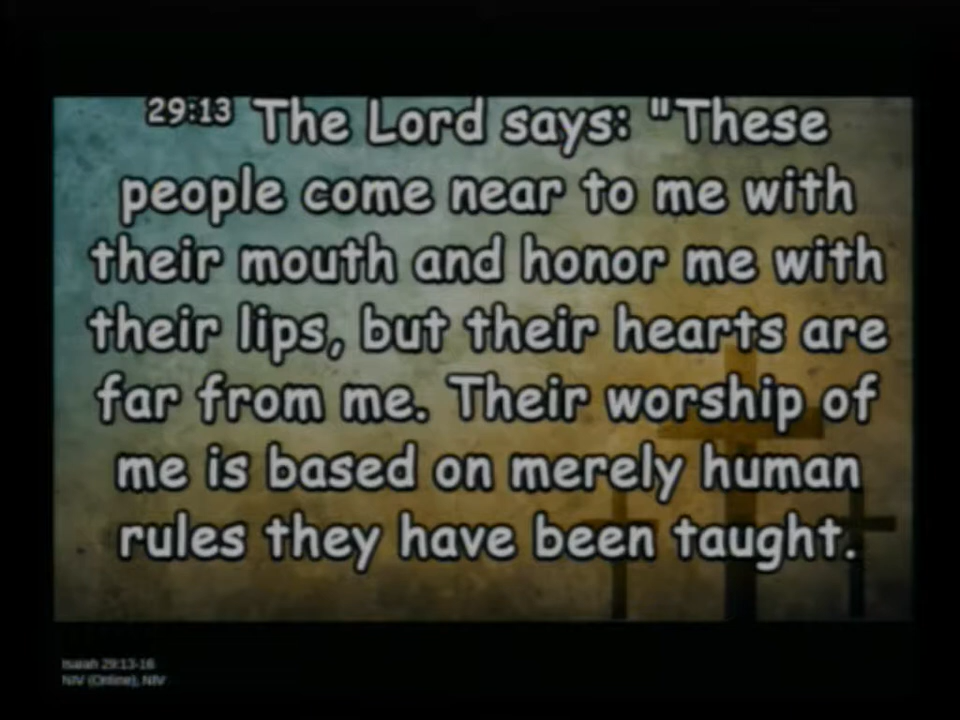 29:13 The Lord says: "These
people come near to me with
their mouth and honor me with
their lips, but their hearts are
far from me. Their worship of
me is based on merely human
rules they have been taught.
Isaiah 29:13-16
NIV (Online), NIV